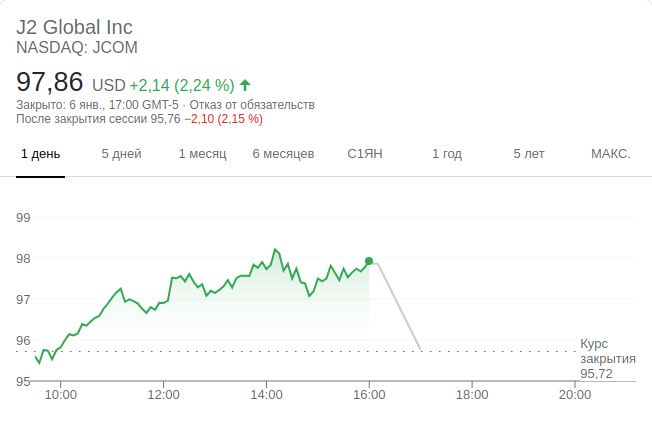 J2 Global Inc
NASDAQ: JCOM
97,86 USD +2,14 (2,24 %)
Закрыто: 6 янв., 17:00 GMT-5 · Отказ от обязательств
После закрытия сессии 95,76 −2,10 (2,15 %)
1 день 5 дней 1 месяц 6 месяцев С1ЯН 1 год 5 лет МАКС.
99
98
97
96
95
Курс
закрытия
95,72
10:00 12:00 14:00 16:00 18:00 20:00